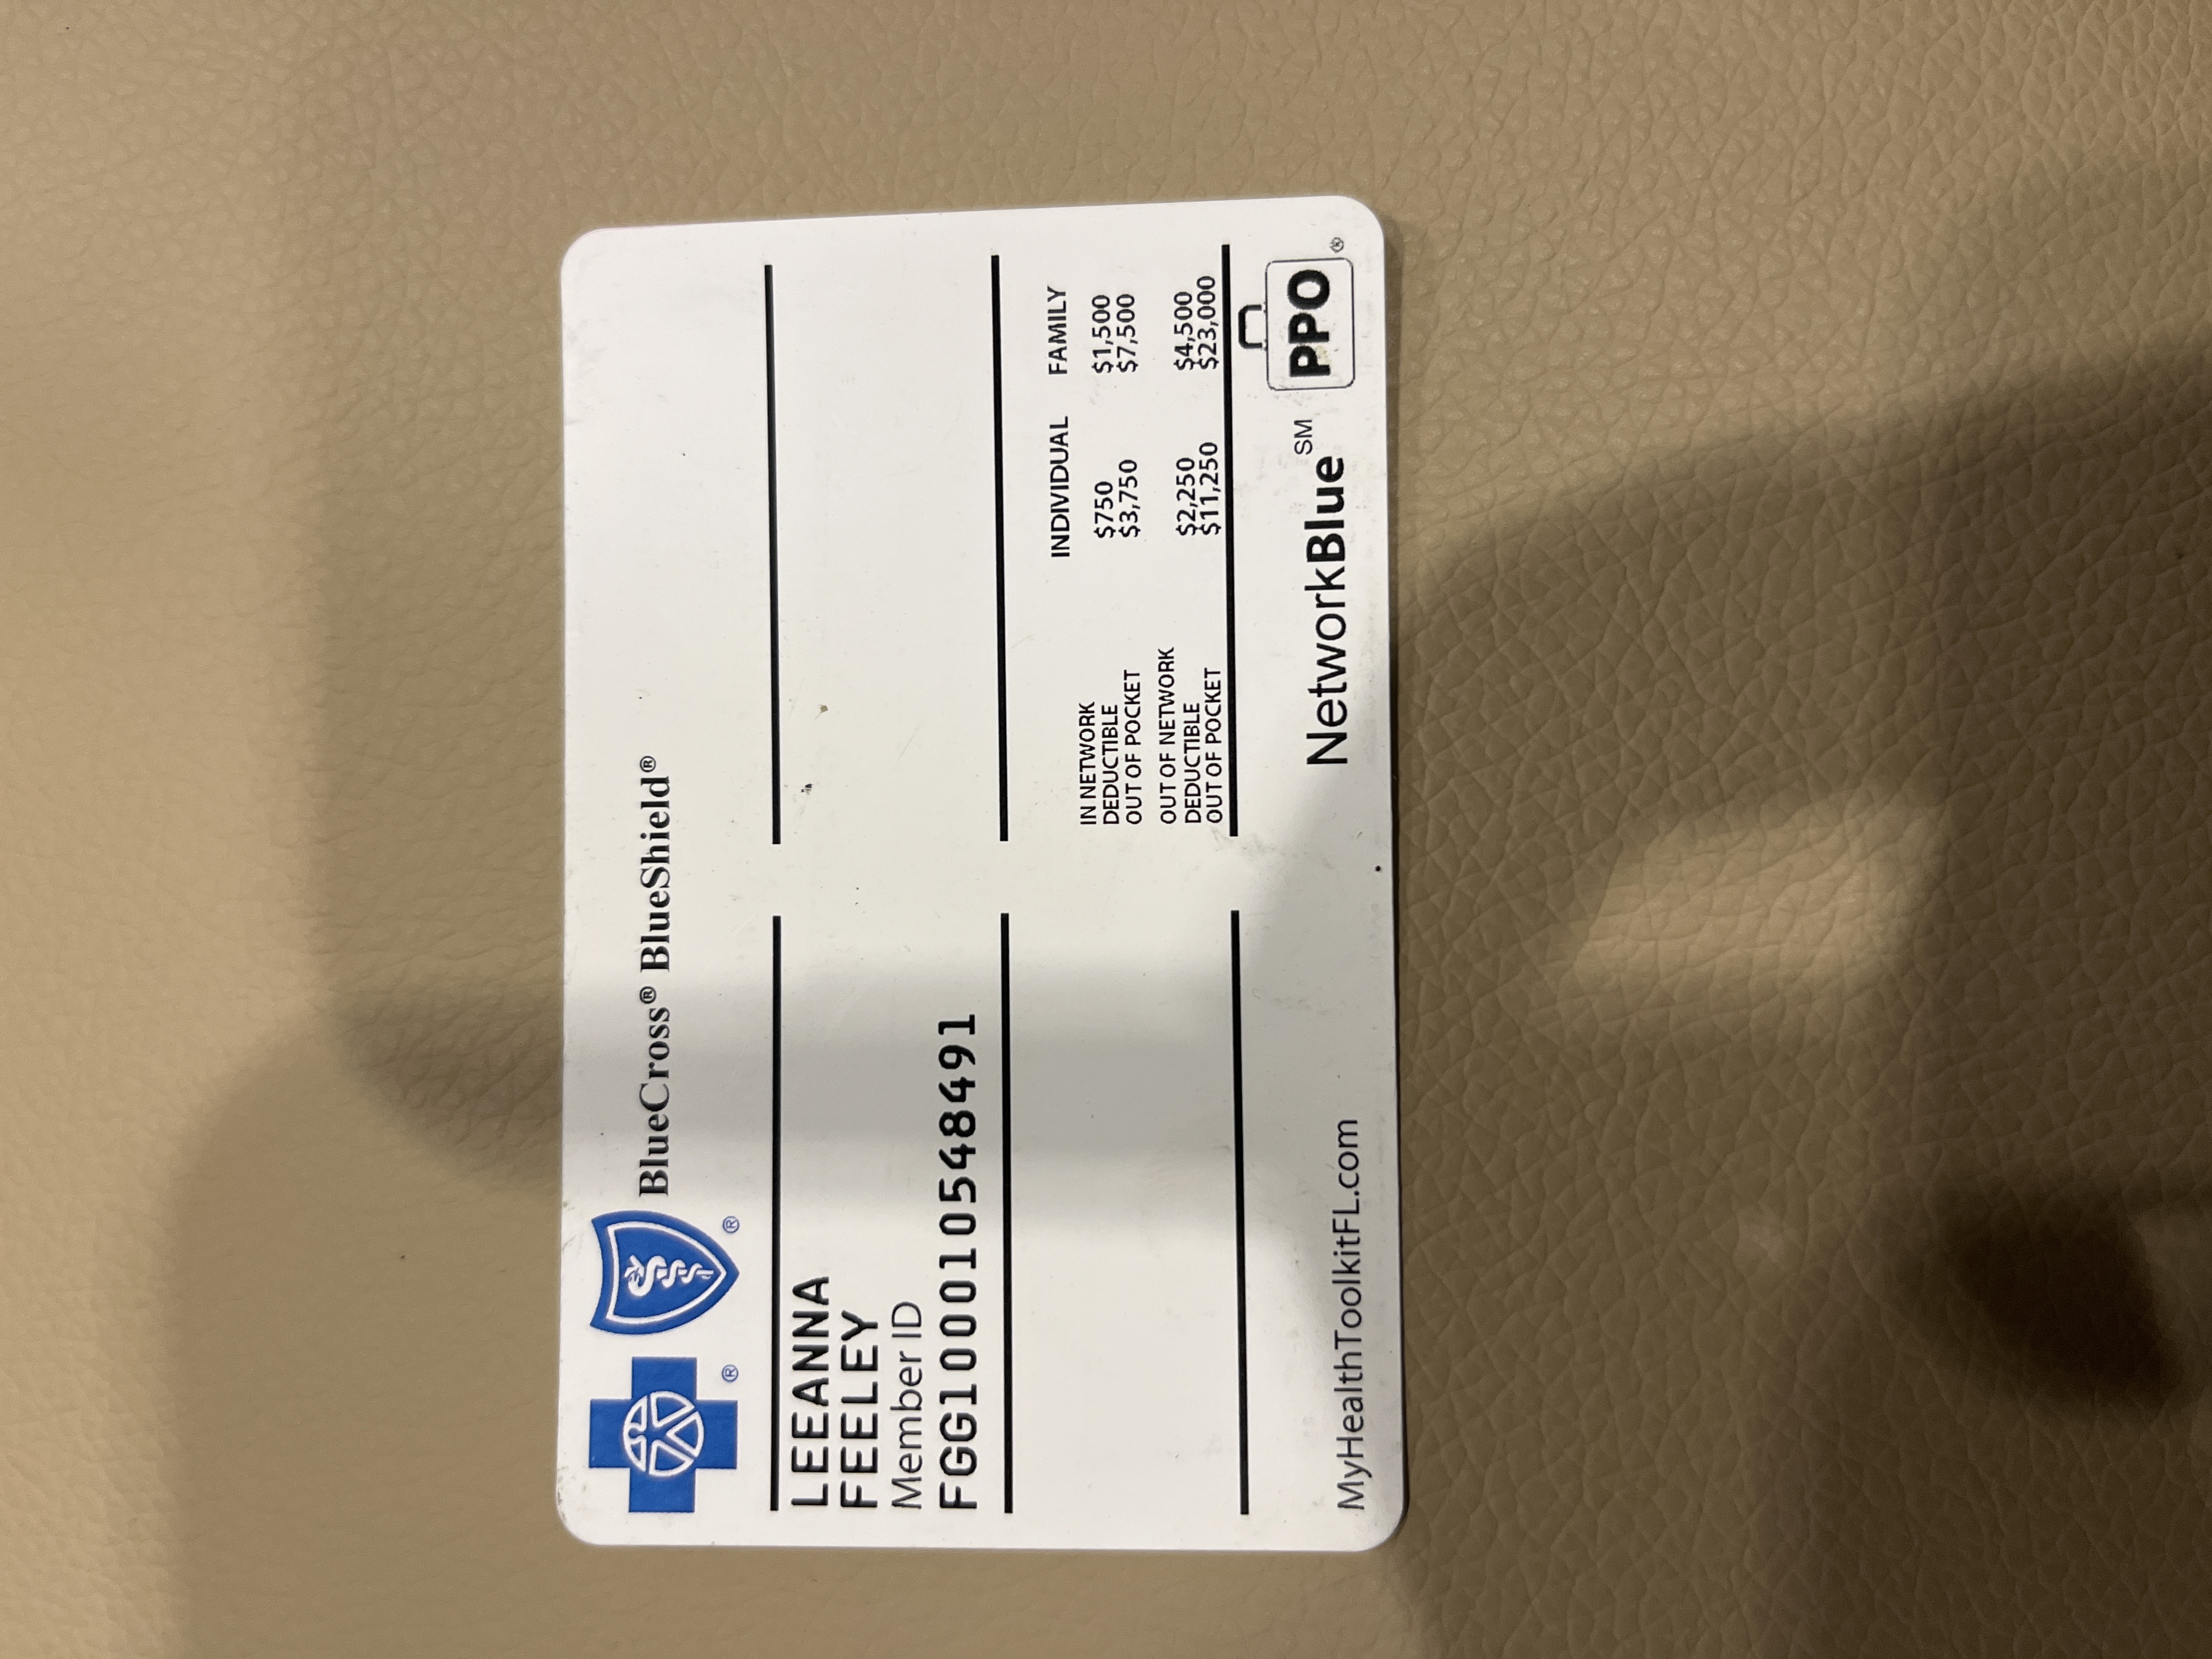 BlueCross® BlueShield®
®
®
LEEANNA
FEELEY
Member ID
FGG100010548491
INDIVIDUAL FAMILY
IN NETWORK
DEDUCTIBLE $750 $1,500
OUT OF POCKET $3,750 $7,500
OUT OF NETWORK
DEDUCTIBLE $2,250 $4,500
OUT OF POCKET $11,250 $23,000
MyHealthToolkitFL.com
NetworkBlue℠
PPO®